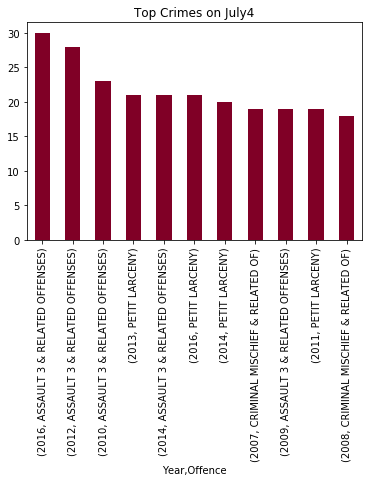 Top Crimes on July4
30
25
20
15
10
5
0
(2016, ASSAULT 3 & RELATED OFFENSES)
(2012, ASSAULT 3 & RELATED OFFENSES)
(2010, ASSAULT 3 & RELATED OFFENSES)
(2013, PETIT LARCENY)
(2014, ASSAULT 3 & RELATED OFFENSES)
(2016, PETIT LARCENY)
(2014, PETIT LARCENY)
(2007, CRIMINAL MISCHIEF & RELATED OF)
(2009, ASSAULT 3 & RELATED OFFENSES)
(2011, PETIT LARCENY)
(2008, CRIMINAL MISCHIEF & RELATED OF)
Year,Offence